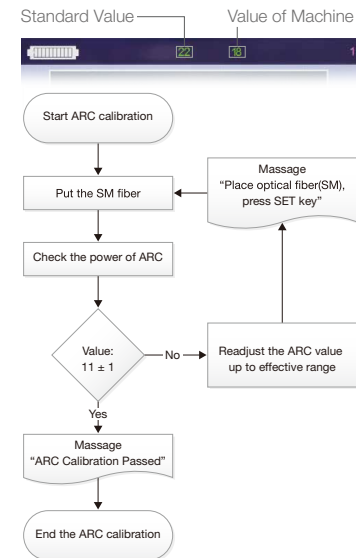 Standard Value
Value of Machine
22
18
1
Start ARC calibration
Put the SM fiber
Massage
“Place optical fiber(SM),
press SET key”
Check the power of ARC
Value:
11 ± 1
No
Readjust the ARC value
up to effective range
Yes
Massage
“ARC Calibration Passed”
End the ARC calibration